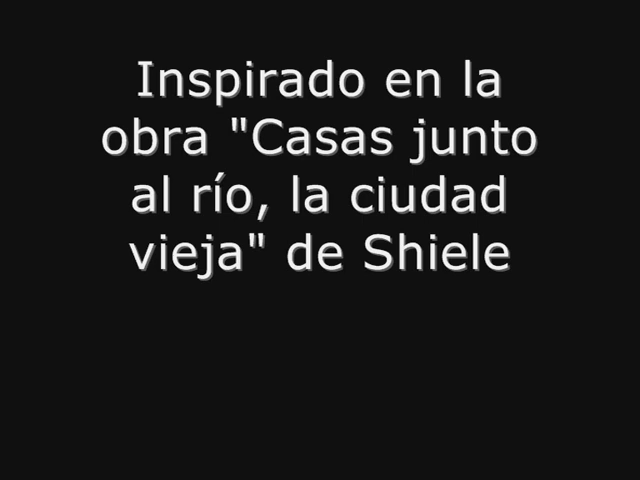 Inspirado en la
obra "Casas junto
al río, la ciudad
vieja" de Shiele